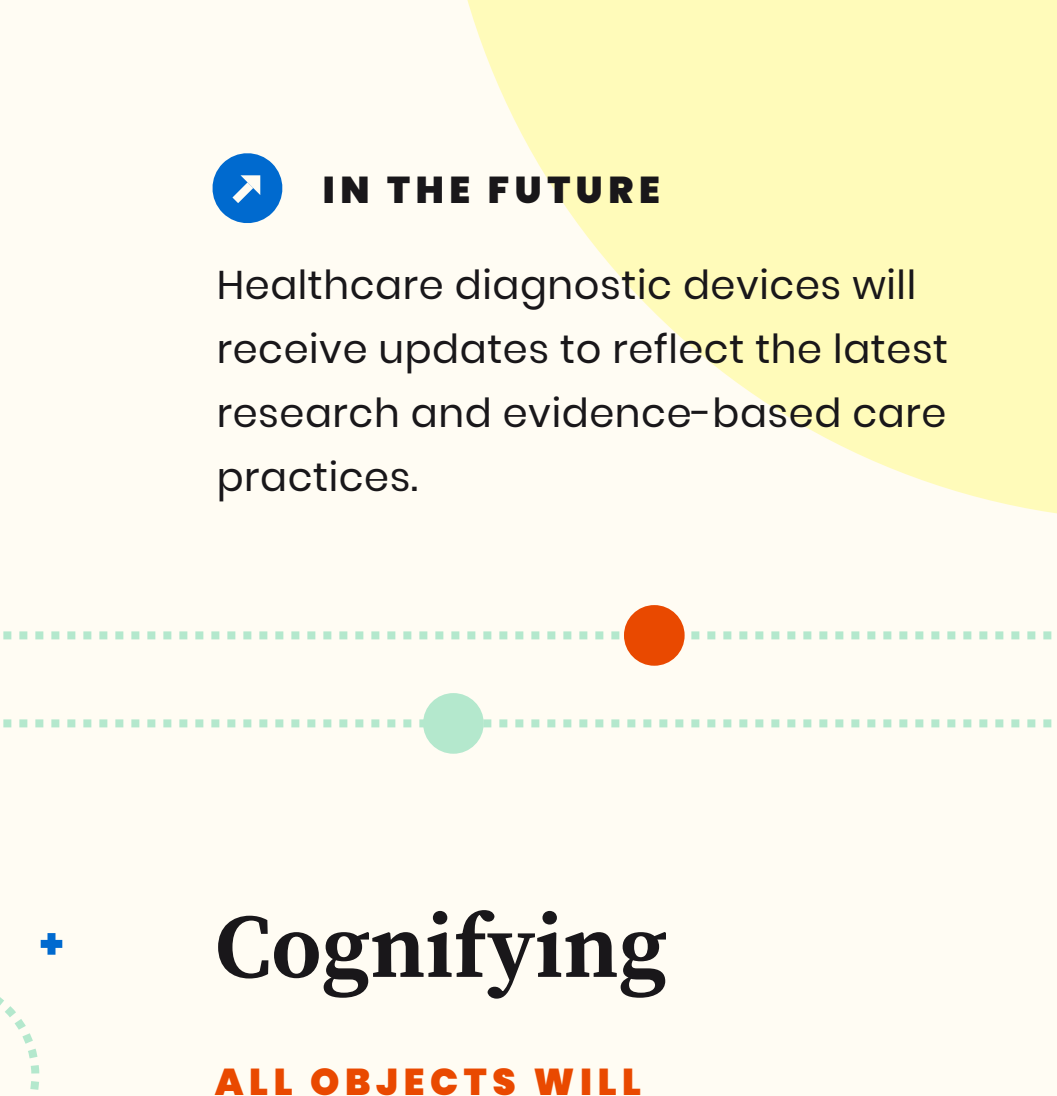 IN THE FUTURE
Healthcare diagnostic devices will
receive updates to reflect the latest
research and evidence-based care
practices.
Cognifying
ALL OBJECTS WILL